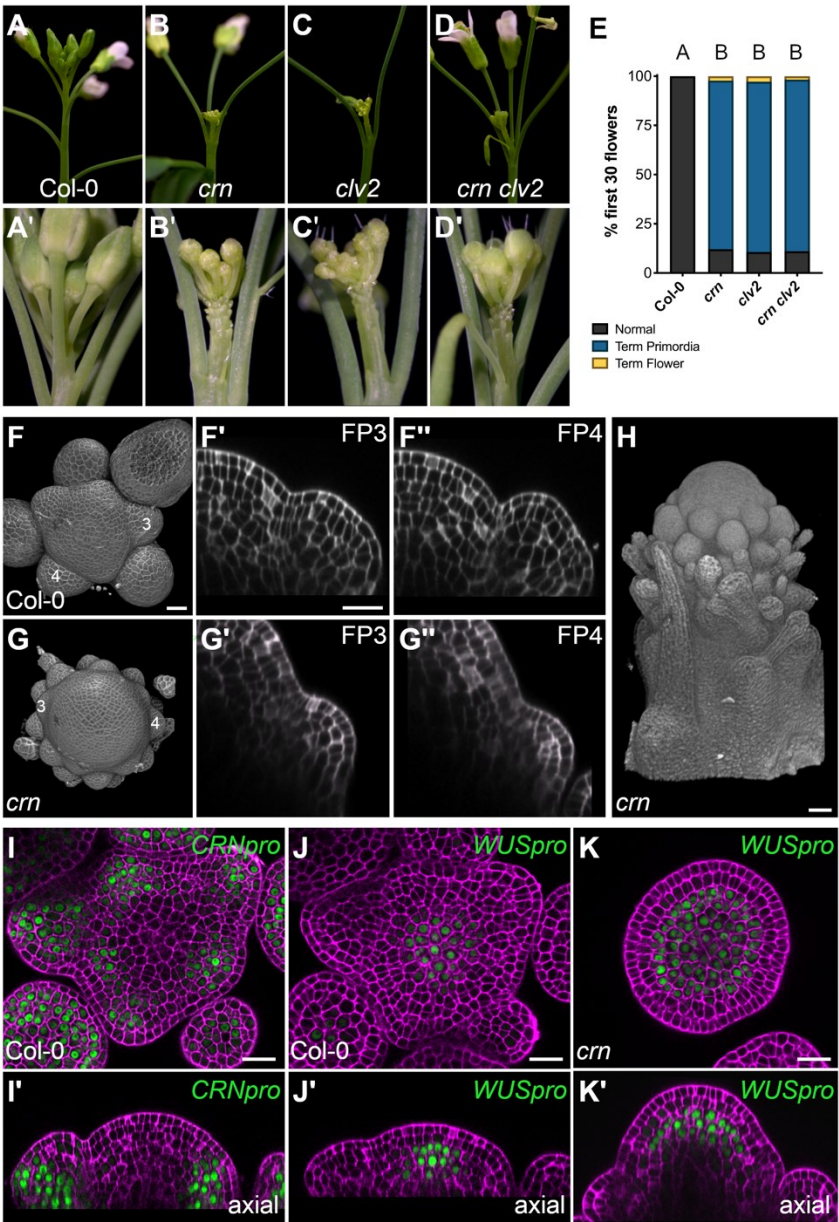 A
Col-0
B
crn
C
clv2
D
crn clv2
A'
B'
C'
D'
E
A B B B
100
75
50
25
0
% first 30 flowers
Col-0
crn
clv2
crn clv2
Normal
Term Primordia
Term Flower
F
3
4
Col-0
F'
FP3
F"
FP4
G
3
4
crn
G'
FP3
G"
FP4
H
crn
I
CRNpro
Col-0
J
WUSpro
Col-0
K
WUSpro
crn
I'
CRNpro
axial
J'
WUSpro
axial
K'
WUSpro
axial